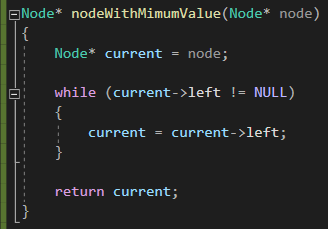 Node* nodeWithMimumValue(Node* node)
{
Node* current = node;
while (current->left != NULL)
{
current = current->left;
}
return current;
}